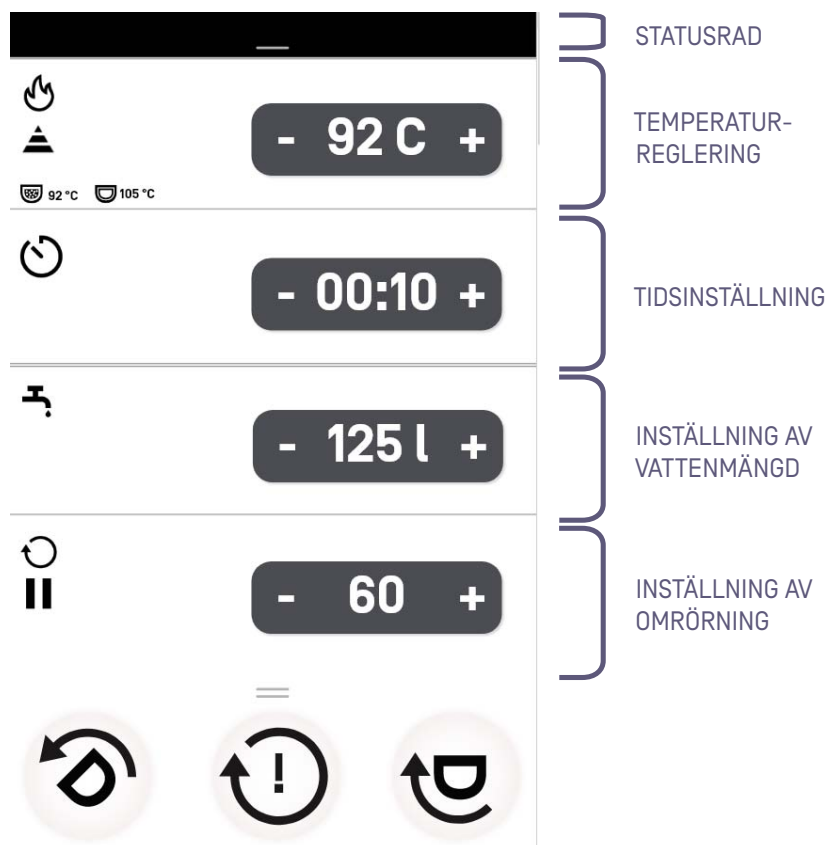 STATUSRAD
TEMPERATUR-
REGLERING
- 92 C +
92 °C 105 °C
TIDSINSTÄLLNING
- 00:10 +
INSTÄLLNING AV
VATTENMÄNGD
- 125 l +
INSTÄLLNING AV
OMRÖRNING
- 60 +
!